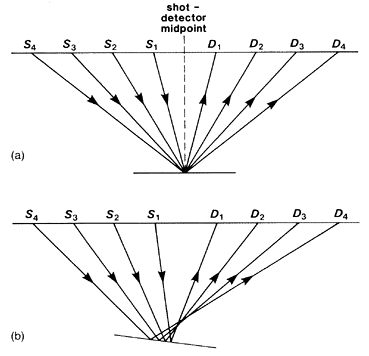 shot -
detector
midpoint
S4 S3 S2 S1 D1 D2 D3 D4
(a)
S4 S3 S2 S1 D1 D2 D3 D4
(b)